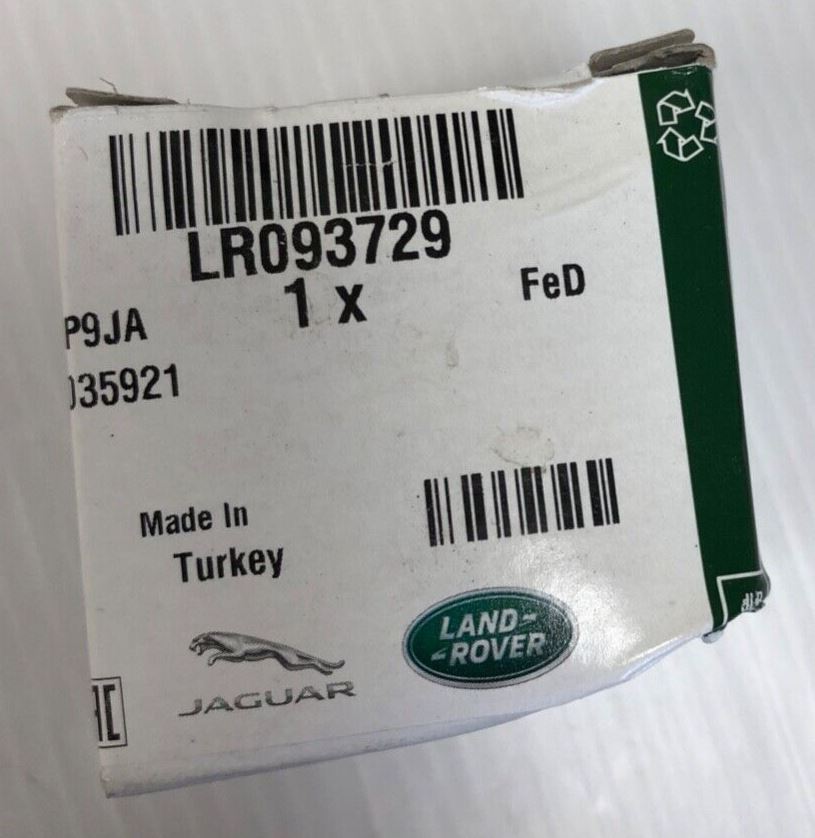 LR093729
1 x
FeD
P9JA
035921
Made In
Turkey
JAGUAR
LAND-
-ROVER